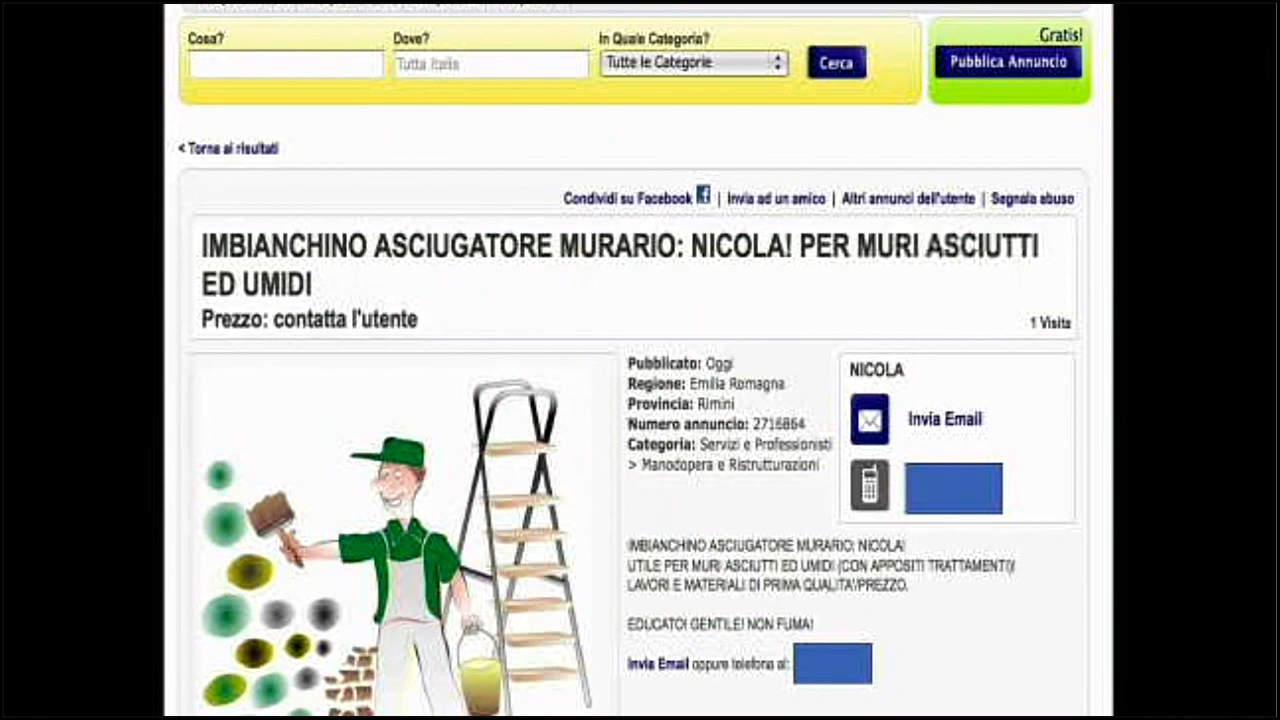 Cosa?
Dove?
In Quale Categoria?
Gratis!
Tutta Italia
Tutte le Categorie
Cerca
Pubblica Annuncio
< Torna ai risultati
Condividi su Facebook f | Invia ad un amico | Altri annunci dell'utente | Segnala abuso
IMBIANCHINO ASCIUGATORE MURARIO: NICOLA! PER MURI ASCIUTTI
ED UMIDI
Prezzo: contatta l'utente
1 Visita
Pubblicato: Oggi
Regione: Emilia Romagna
Provincia: Rimini
Numero annuncio: 2716864
Categoria: Servizi e Professionisti
> Manodopera e Ristrutturazioni
NICOLA
Invia Email
IMBIANCHINO ASCIUGATORE MURARIO: NICOLA!
UTILE PER MURI ASCIUTTI ED UMIDI (CON APPOSITI TRATTAMENTI)!
LAVORI E MATERIALI DI PRIMA QUALITA'/PREZZO.
EDUCATO! GENTILE! NON FUMA!
Invia Email oppure telefona al: